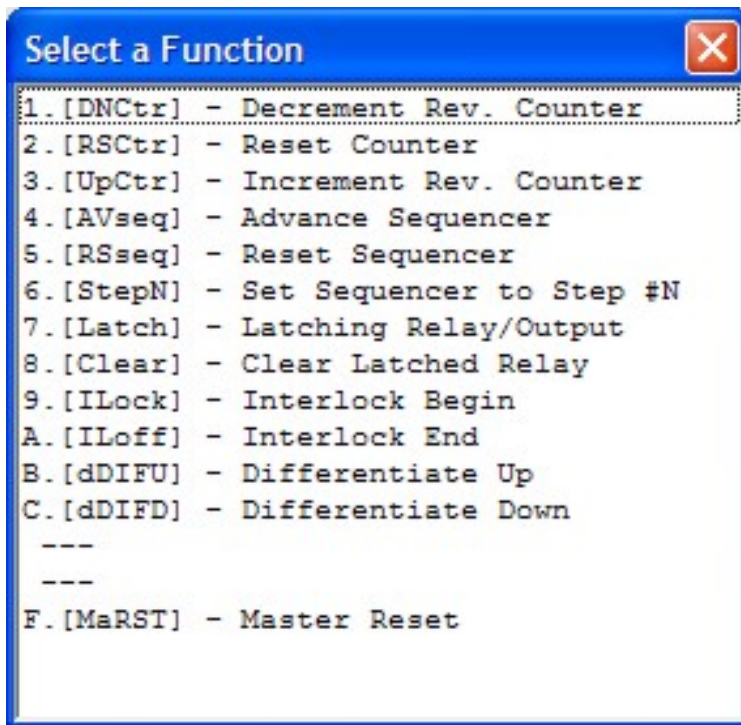 Select a Function
1.[DNCtr] - Decrement Rev. Counter
2.[RSCtr] - Reset Counter
3.[UpCtr] - Increment Rev. Counter
4.[AVseq] - Advance Sequencer
5.[RSseq] - Reset Sequencer
6.[StepN] - Set Sequencer to Step #N
7.[Latch] - Latching Relay/Output
8.[Clear] - Clear Latched Relay
9.[ILock] - Interlock Begin
A.[ILoff] - Interlock End
B.[dDIFU] - Differentiate Up
C.[dDIFD] - Differentiate Down
---
---
F.[MaRST] - Master Reset